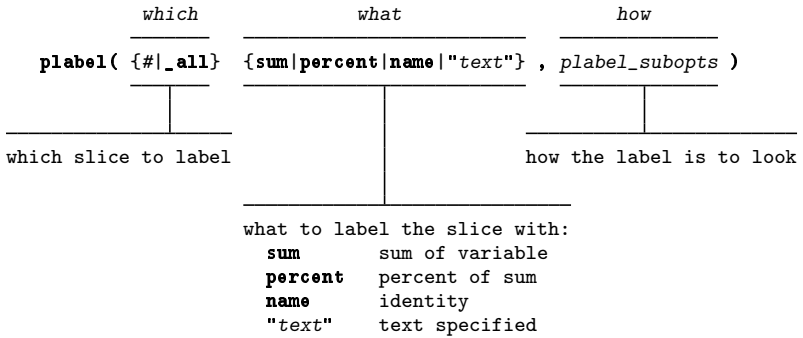 which what how
plabel( {#|_all} {sum|percent|name|"text"} , plabel_subopts )
which slice to label how the label is to look
what to label the slice with:
sum sum of variable
percent percent of sum
name identity
"text" text specified